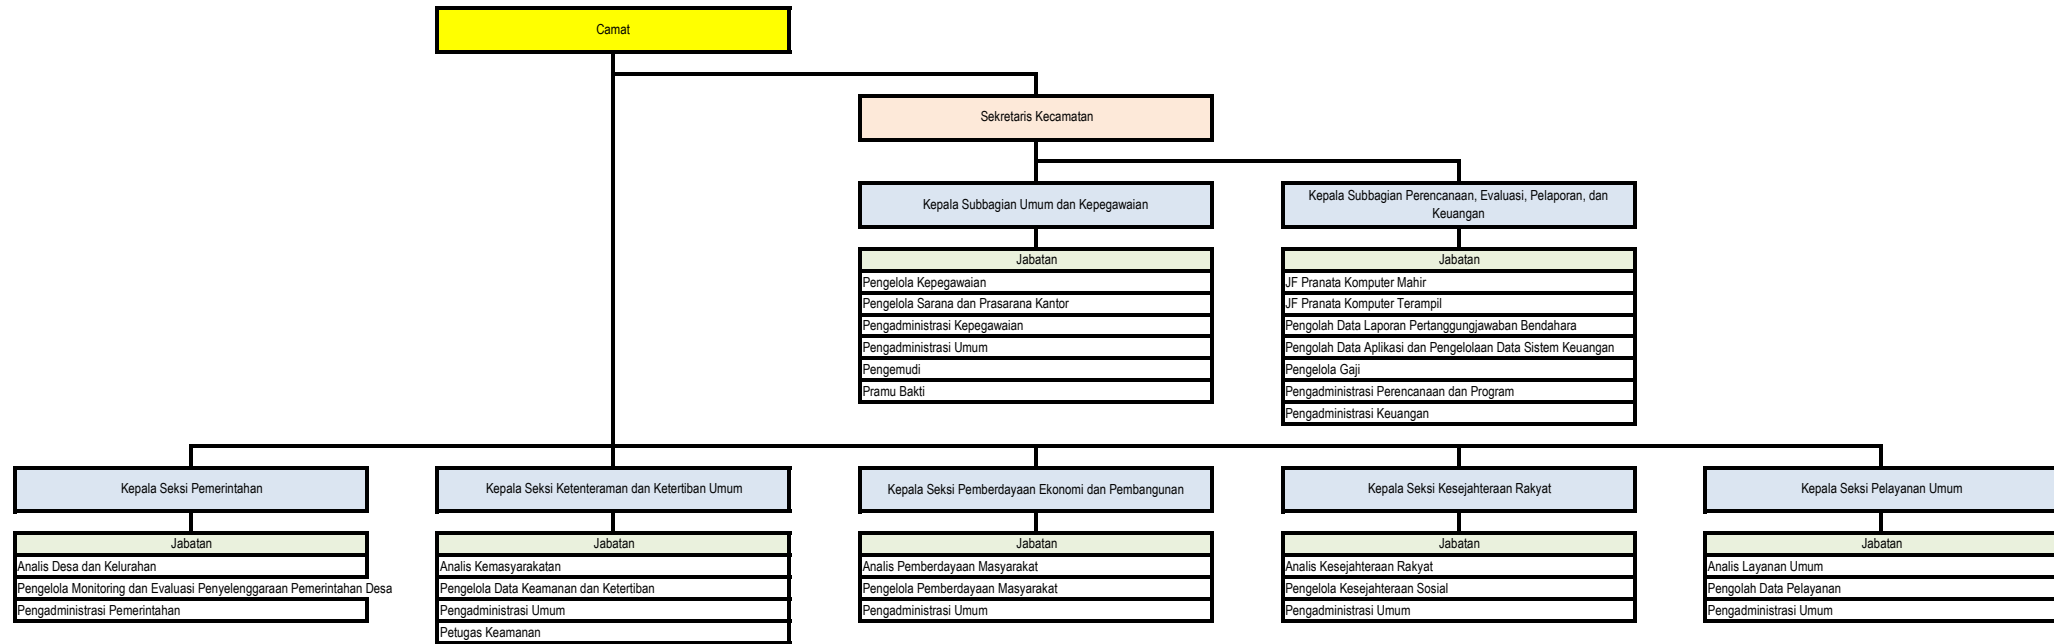 Camat
Sekretaris Kecamatan
Kepala Subbagian Umum dan Kepegawaian
Kepala Subbagian Perencanaan, Evaluasi, Pelaporan, dan
Keuangan
Jabatan
Pengelola Kepegawaian
Pengelola Sarana dan Prasarana Kantor
Pengadministrasi Kepegawaian
Pengadministrasi Umum
Pengemudi
Pramu Bakti
Jabatan
JF Pranata Komputer Mahir
JF Pranata Komputer Terampil
Pengolah Data Laporan Pertanggungjawaban Bendahara
Pengolah Data Aplikasi dan Pengelolaan Data Sistem Keuangan
Pengelola Gaji
Pengadministrasi Perencanaan dan Program
Pengadministrasi Keuangan
Kepala Seksi Pemerintahan
Jabatan
Analis Desa dan Kelurahan
Pengelola Monitoring dan Evaluasi Penyelenggaraan Pemerintahan Desa
Pengadministrasi Pemerintahan
Kepala Seksi Ketenteraman dan Ketertiban Umum
Jabatan
Analis Kemasyarakatan
Pengelola Data Keamanan dan Ketertiban
Pengadministrasi Umum
Petugas Keamanan
Kepala Seksi Pemberdayaan Ekonomi dan Pembangunan
Jabatan
Analis Pemberdayaan Masyarakat
Pengelola Pemberdayaan Masyarakat
Pengadministrasi Umum
Kepala Seksi Kesejahteraan Rakyat
Jabatan
Analis Kesejahteraan Rakyat
Pengelola Kesejahteraan Sosial
Pengadministrasi Umum
Kepala Seksi Pelayanan Umum
Jabatan
Analis Layanan Umum
Pengolah Data Pelayanan
Pengadministrasi Umum